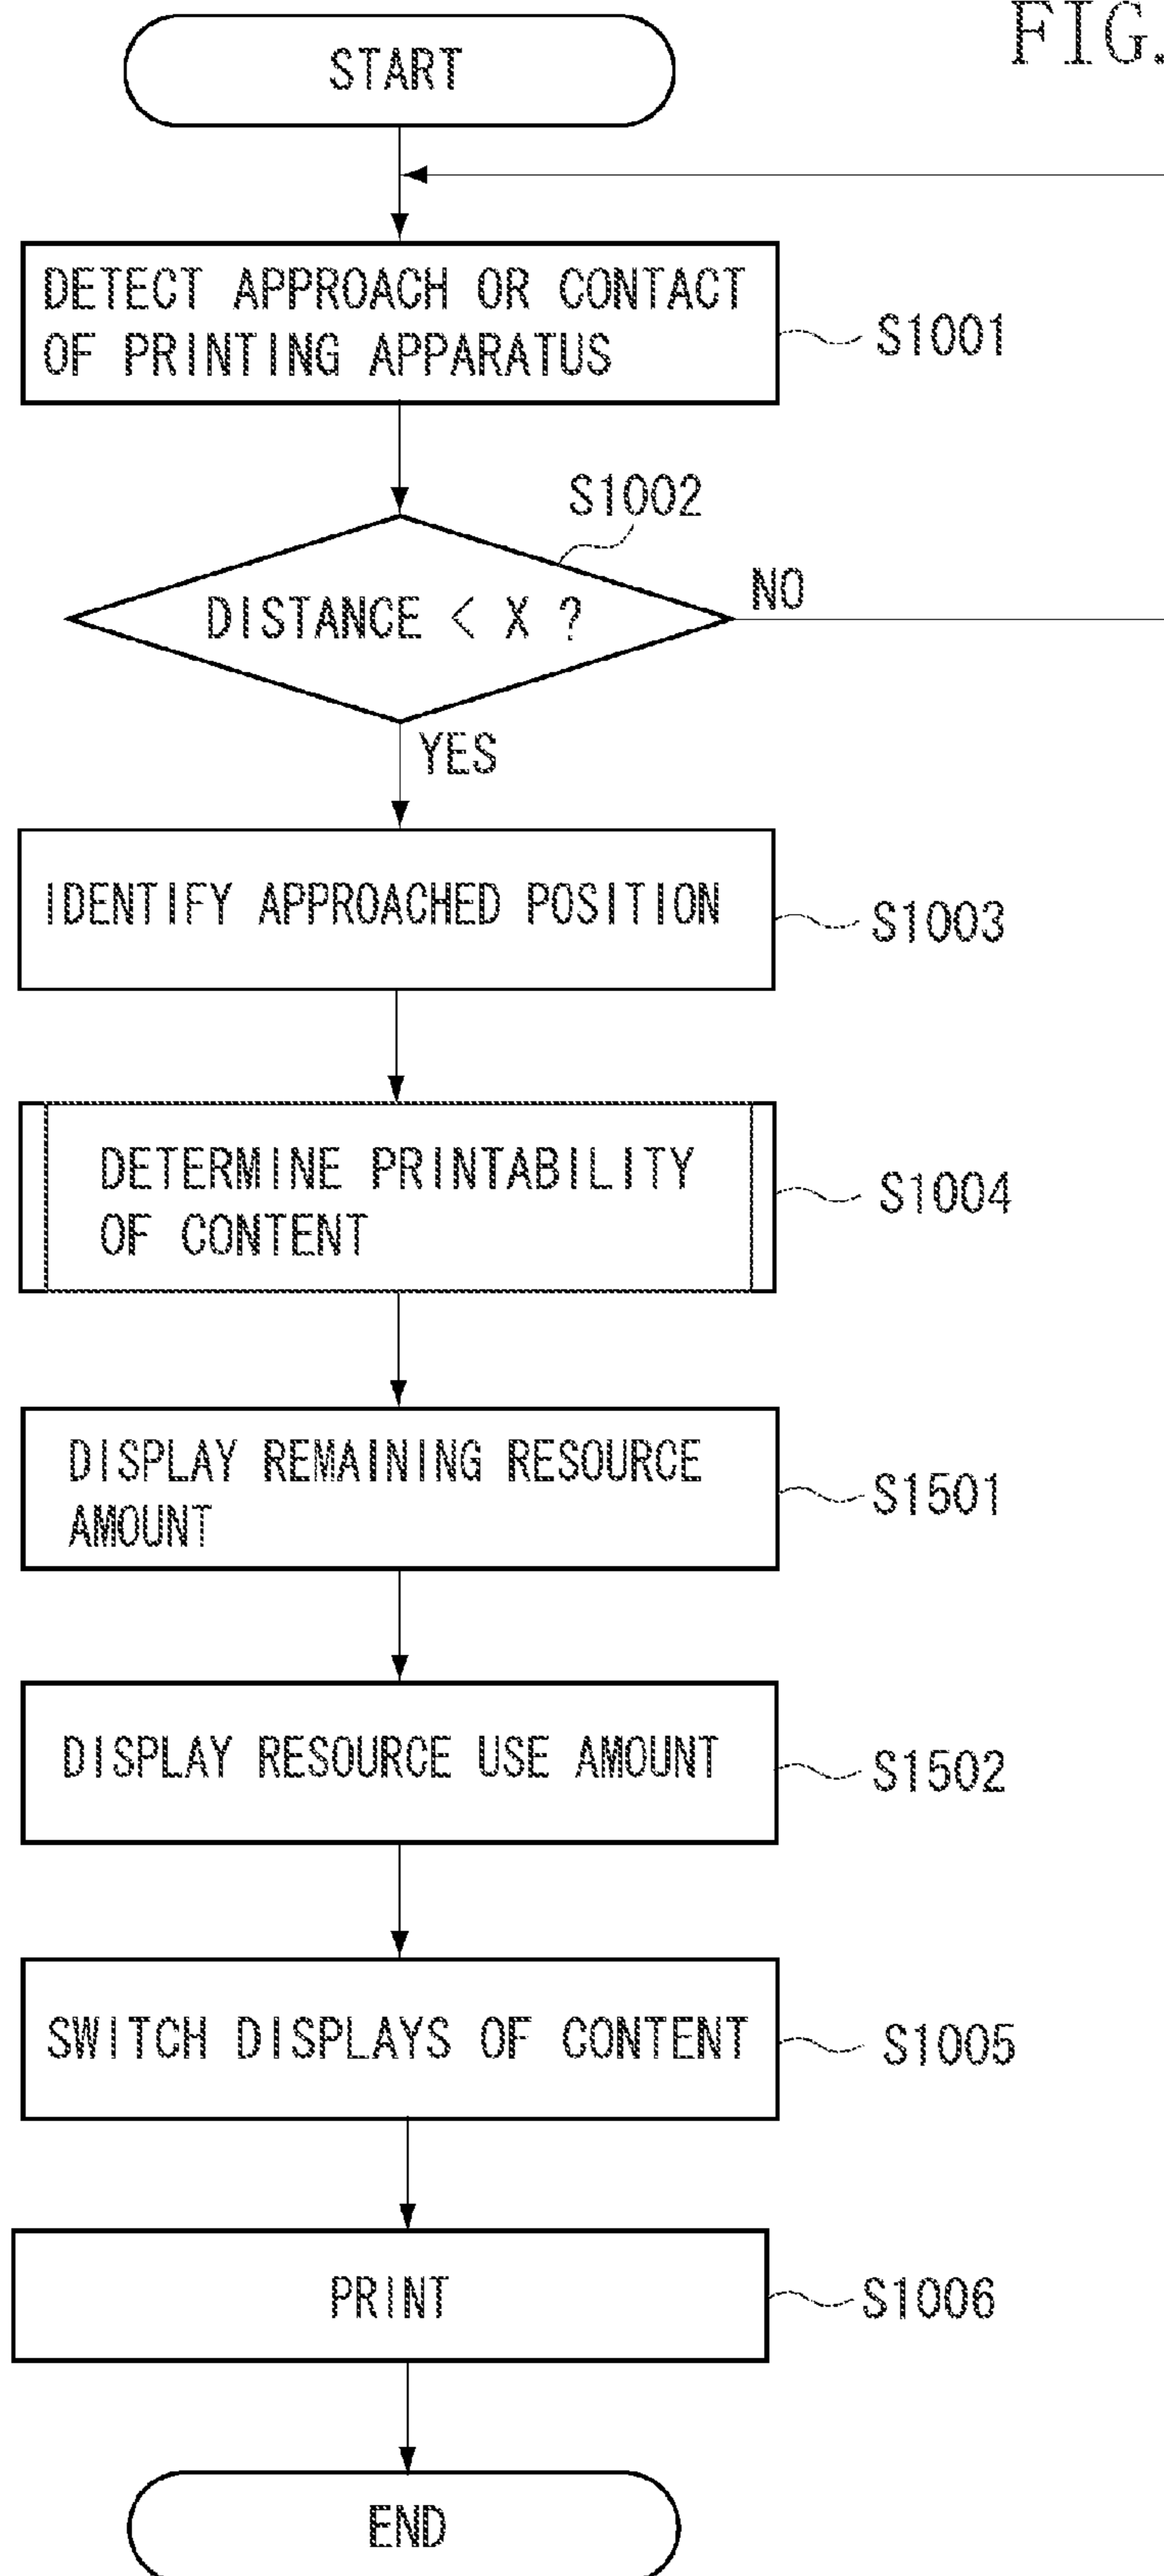 FIG.
START
DETECT APPROACH OR CONTACT
OF PRINTING APPARATUS
S1001
S1002
DISTANCE < X ?
NO
YES
IDENTIFY APPROACHED POSITION
S1003
DETERMINE PRINTABILITY
OF CONTENT
S1004
DISPLAY REMAINING RESOURCE
AMOUNT
S1501
DISPLAY RESOURCE USE AMOUNT
S1502
SWITCH DISPLAYS OF CONTENT
S1005
PRINT
S1006
END